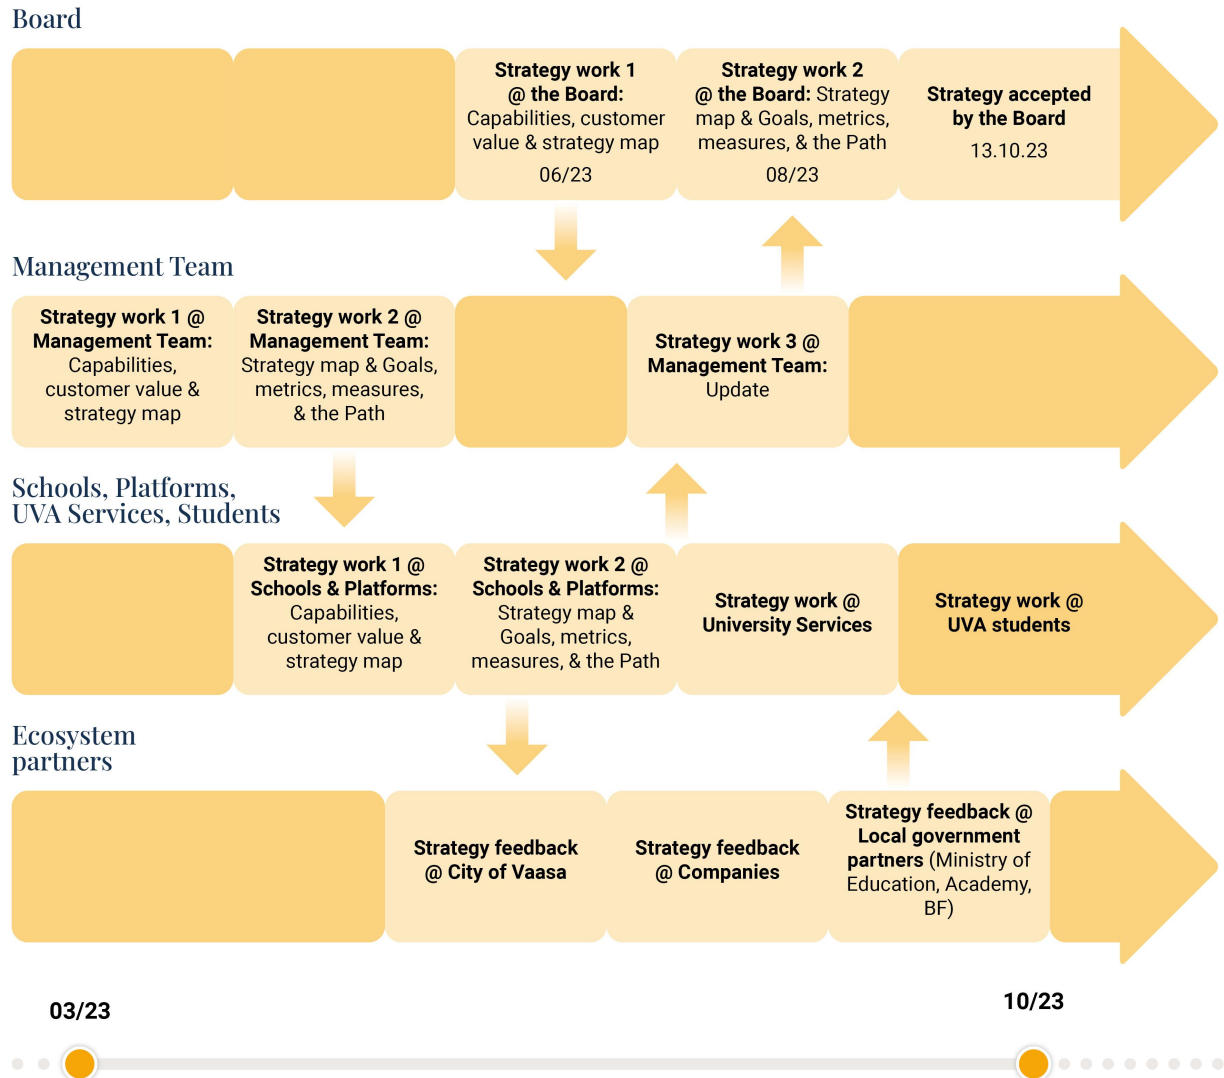 Board
Strategy work 1
@ the Board:
Capabilities, customer
value & strategy map
06/23
Strategy work 2
@ the Board: Strategy
map & Goals, metrics,
measures, & the Path
08/23
Strategy accepted
by the Board
13.10.23
Management Team
Strategy work 1 @
Management Team:
Capabilities,
customer value &
strategy map
Strategy work 2 @
Management Team:
Strategy map & Goals,
metrics, measures,
& the Path
Strategy work 3 @
Management Team:
Update
Schools, Platforms,
UVA Services, Students
Strategy work 1 @
Schools & Platforms:
Capabilities,
customer value &
strategy map
Strategy work 2 @
Schools & Platforms:
Strategy map &
Goals, metrics,
measures, & the Path
Strategy work @
University Services
Strategy work @
UVA students
Ecosystem
partners
Strategy feedback
@ City of Vaasa
Strategy feedback
@ Companies
Strategy feedback @
Local government
partners (Ministry of
Education, Academy,
BF)
03/23
10/23